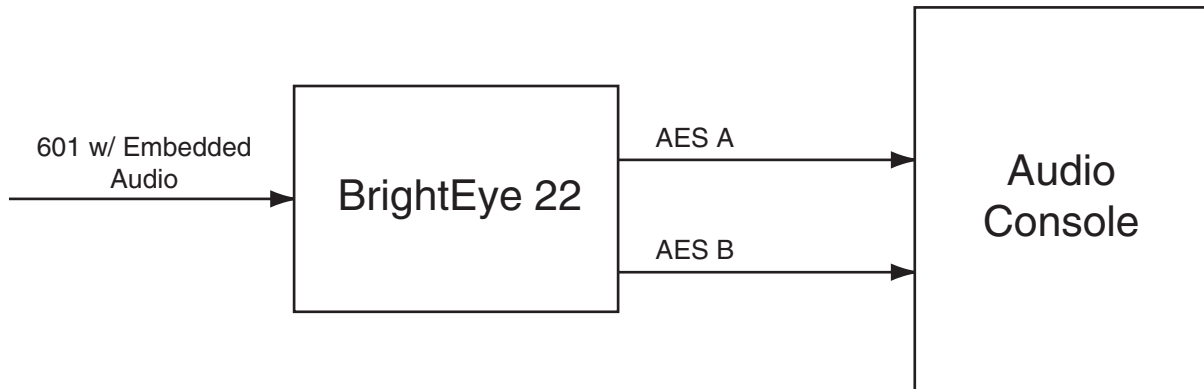 601 w/ Embedded
Audio
BrightEye 22
AES A
AES B
Audio
Console